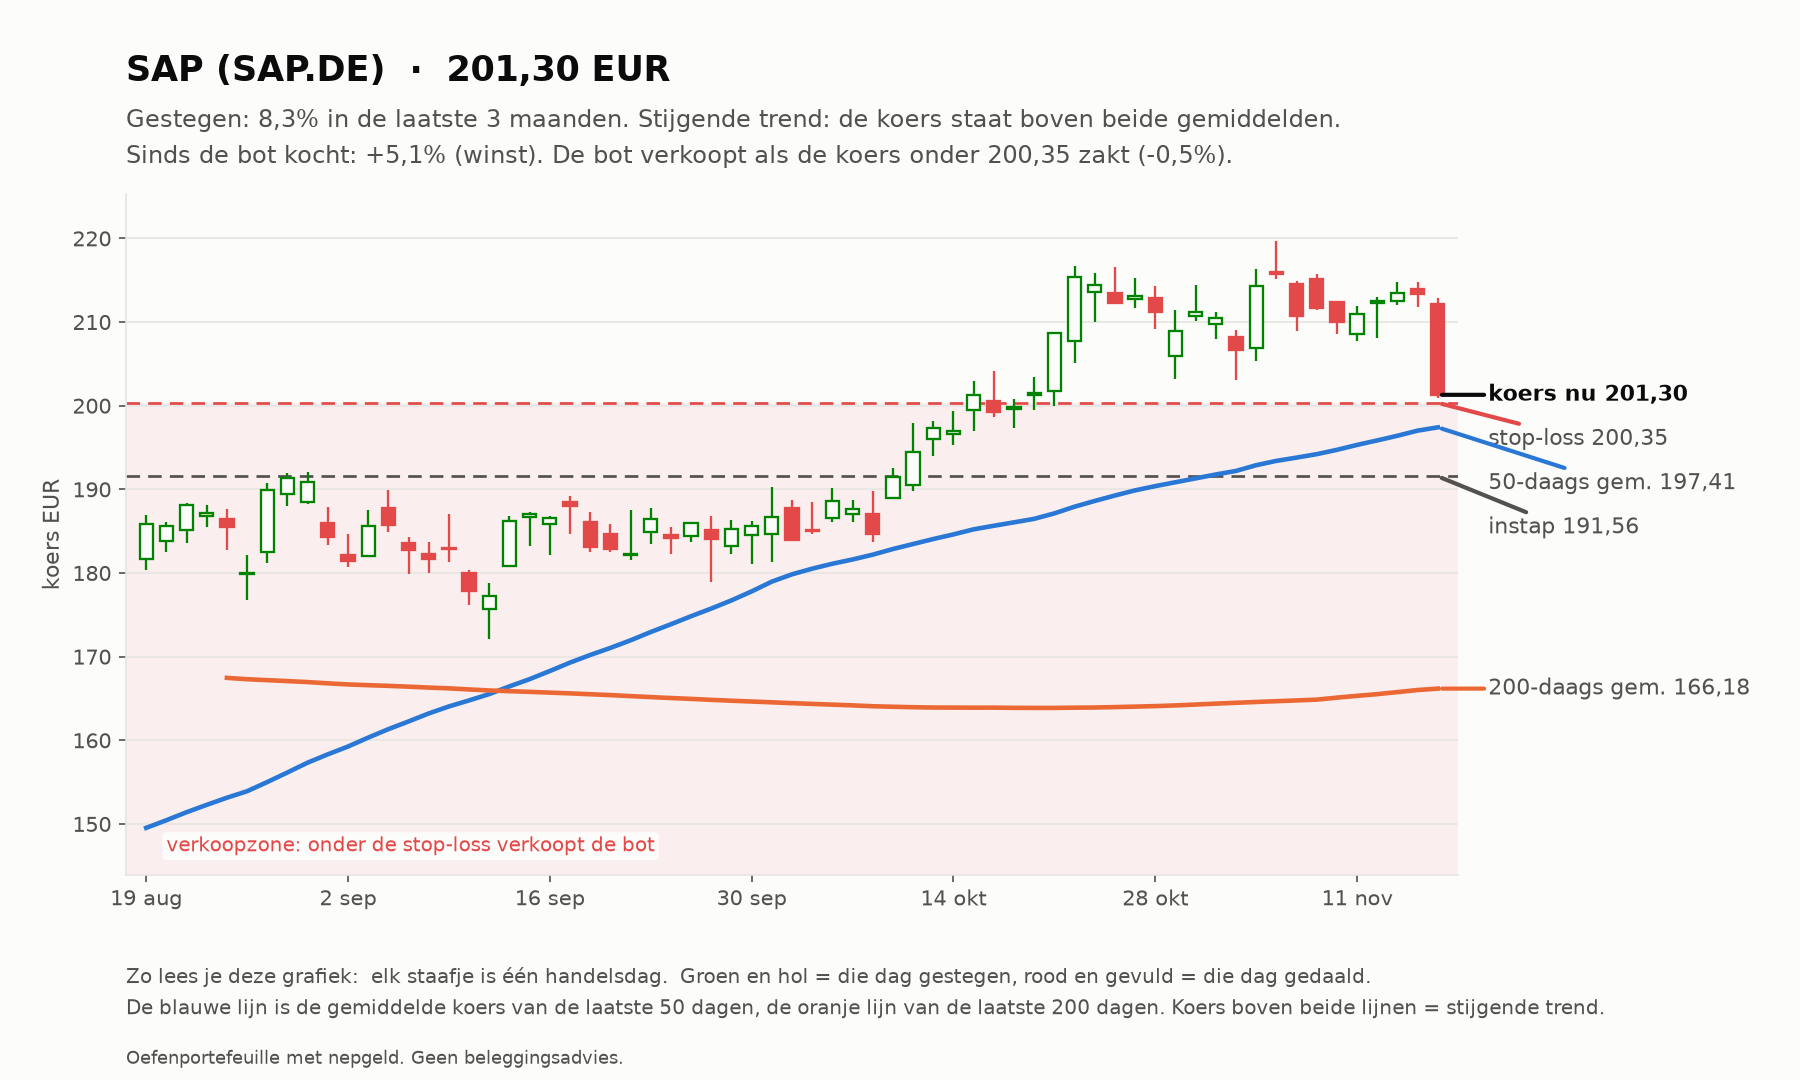 SAP (SAP.DE)  ·  201,30 EUR
Gestegen: 8,3% in de laatste 3 maanden. Stijgende trend: de koers staat boven beide gemiddelden.
Sinds de bot kocht: +5,1% (winst). De bot verkoopt als de koers onder 200,35 zakt (-0,5%).
koers EUR
220
210
200
190
180
170
160
150
koers nu 201,30
stop-loss 200,35
50-daags gem. 197,41
instap 191,56
200-daags gem. 166,18
verkoopzone: onder de stop-loss verkoopt de bot
19 aug
2 sep
16 sep
30 sep
14 okt
28 okt
11 nov
Zo lees je deze grafiek:  elk staafje is één handelsdag.  Groen en hol = die dag gestegen, rood en gevuld = die dag gedaald.
De blauwe lijn is de gemiddelde koers van de laatste 50 dagen, de oranje lijn van de laatste 200 dagen. Koers boven beide lijnen = stijgende trend.
Oefenportefeuille met nepgeld. Geen beleggingsadvies.